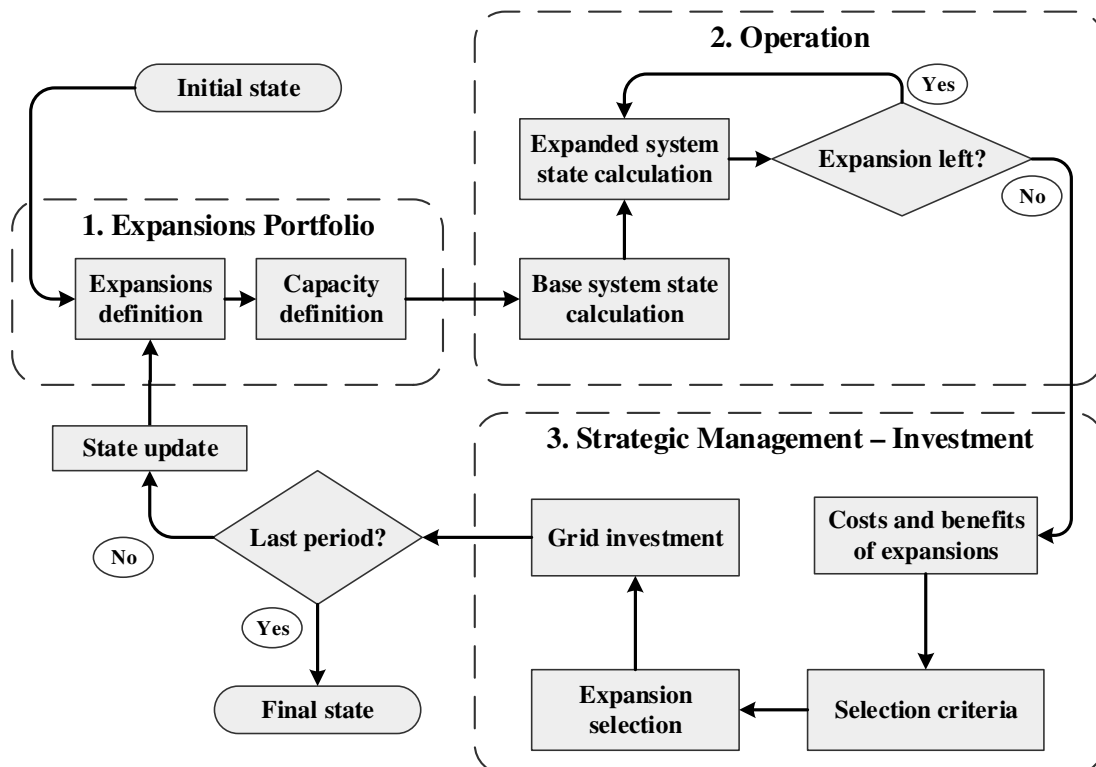 Initial state
1. Expansions Portfolio
Expansions
definition
Capacity
definition
2. Operation
Yes
Expanded system
state calculation
Expansion left?
No
Base system state
calculation
3. Strategic Management – Investment
Costs and benefits
of expansions
Selection criteria
Expansion
selection
Grid investment
Last period?
No
State update
Yes
Final state